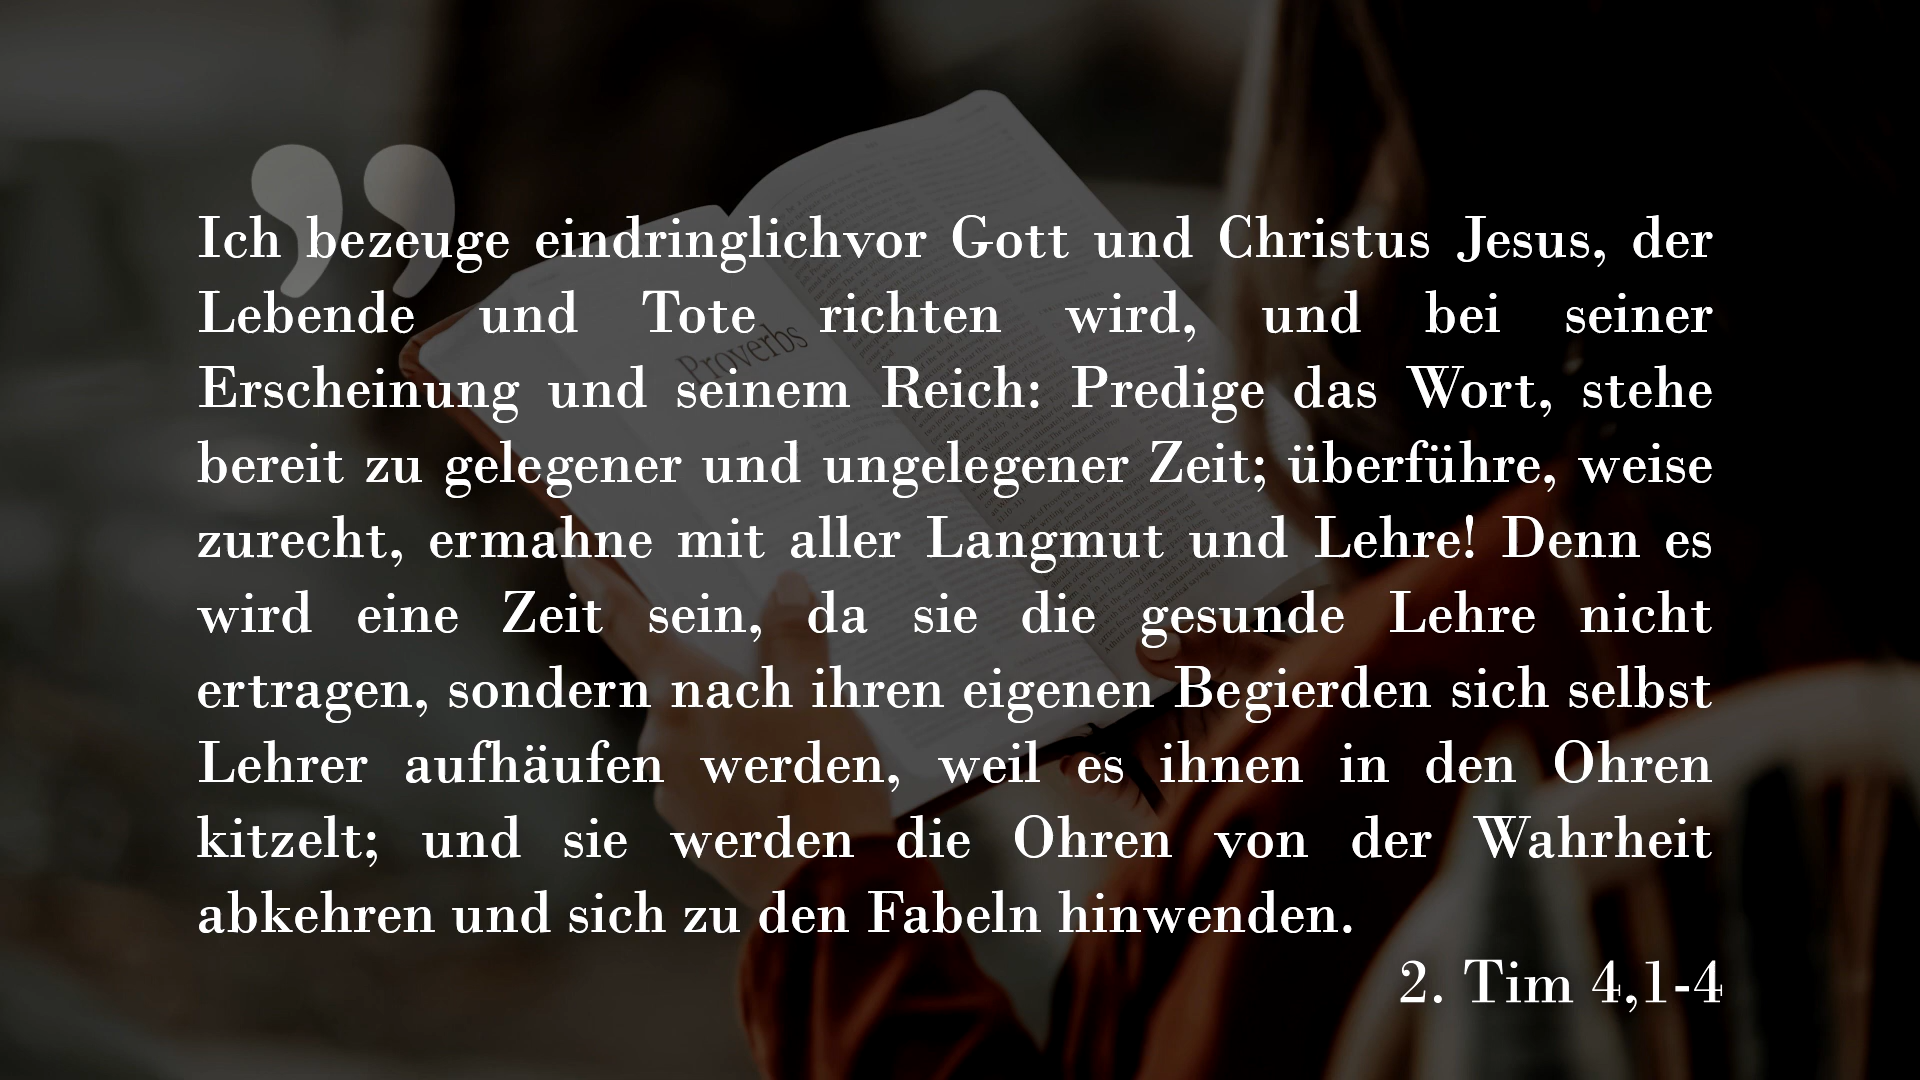 ”
Ich bezeuge eindringlichvor Gott und Christus Jesus, der
Lebende und Tote richten wird, und bei seiner
Erscheinung und seinem Reich: Predige das Wort, stehe
bereit zu gelegener und ungelegener Zeit; überführe, weise
zurecht, ermahne mit aller Langmut und Lehre! Denn es
wird eine Zeit sein, da sie die gesunde Lehre nicht
ertragen, sondern nach ihren eigenen Begierden sich selbst
Lehrer aufhäufen werden, weil es ihnen in den Ohren
kitzelt; und sie werden die Ohren von der Wahrheit
abkehren und sich zu den Fabeln hinwenden.
2. Tim 4,1-4
Proverbs